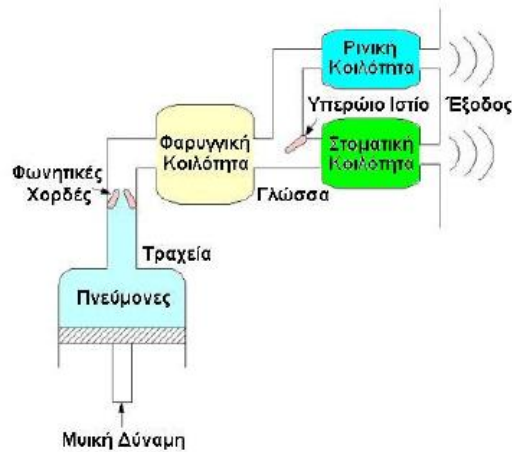 Ρινική
Κοιλότητα
Υπερώιο Ιστίο
Έξοδος
Φαρυγγική
Κοιλότητα
Στοματική
Κοιλότητα
Φωνητικές
Χορδές
Γλώσσα
Τραχεία
Πνεύμονες
Μυική Δύναμη